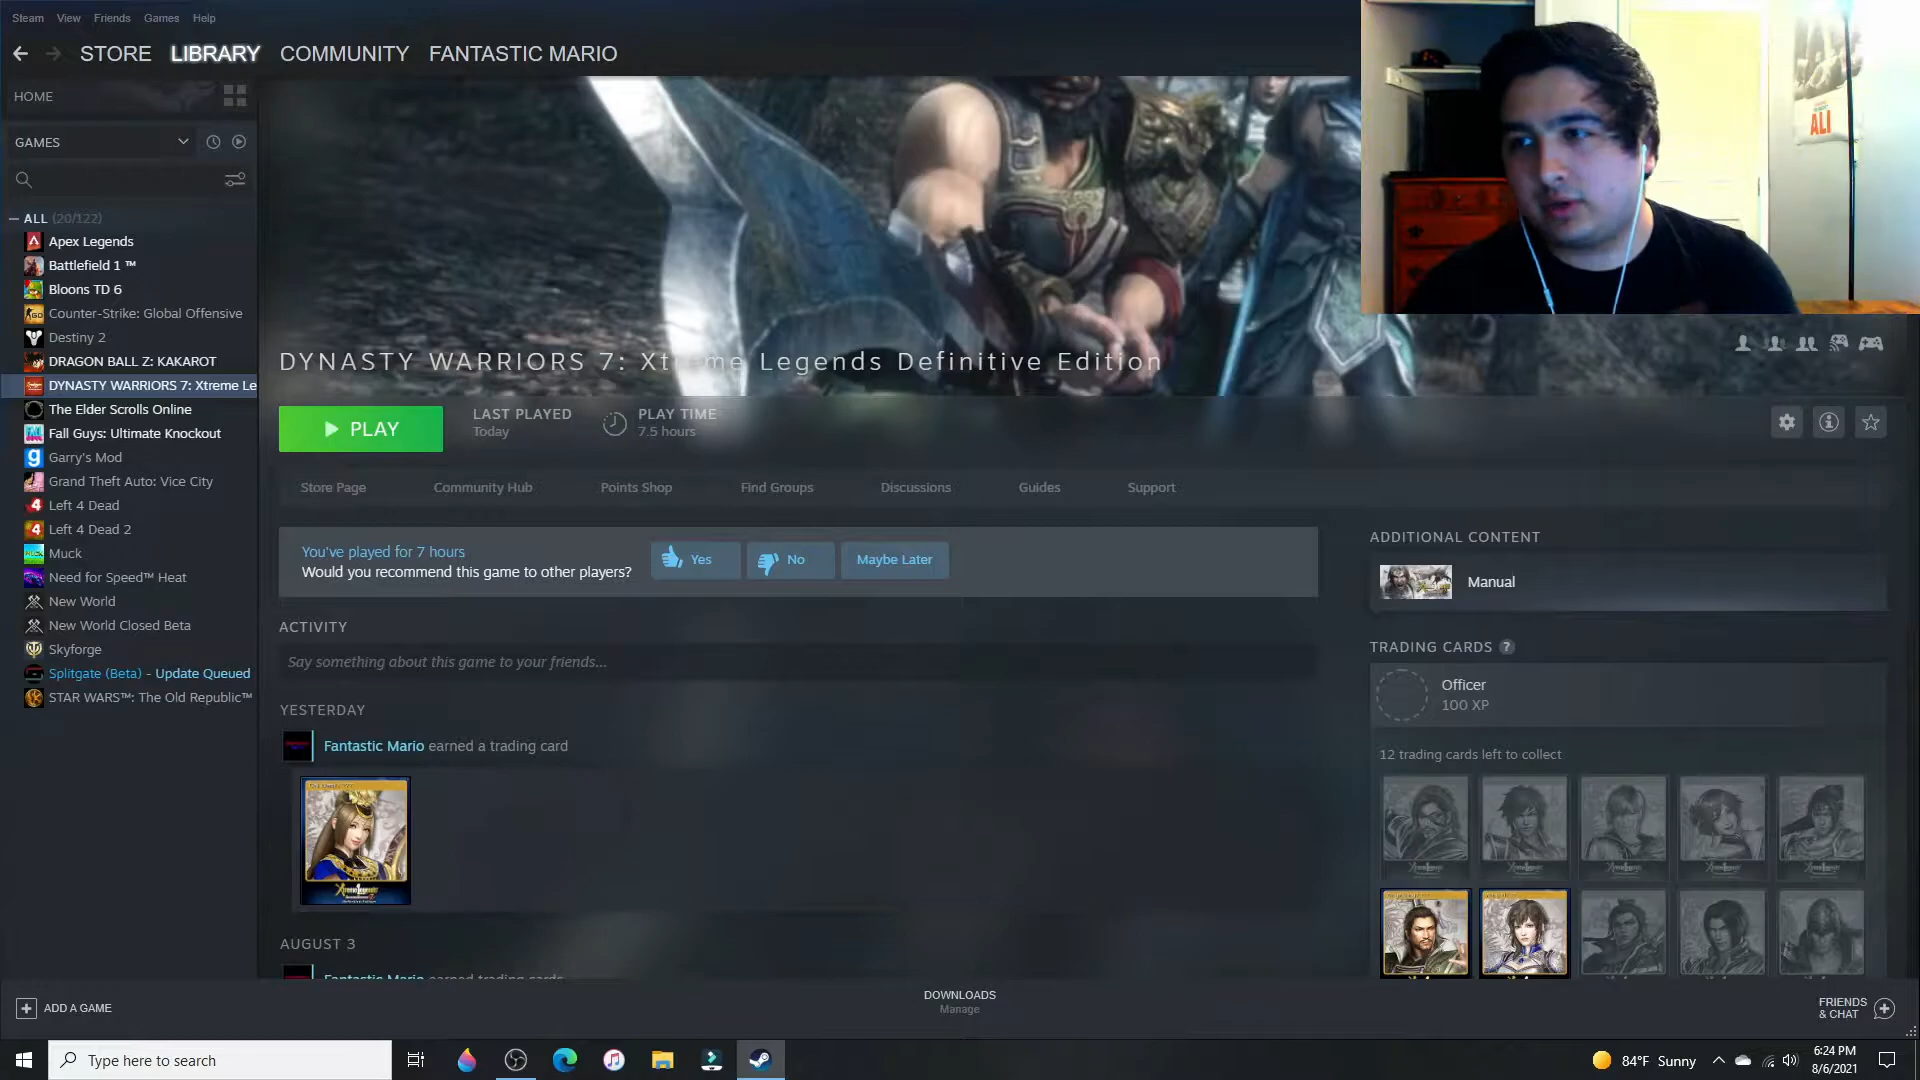 Steam View Friends Games Help
STORE LIBRARY COMMUNITY FANTASTIC MARIO
HOME
GAMES
ALL (20/122)
Apex Legends
Battlefield 1 ™
Bloons TD 6
Counter-Strike: Global Offensive
Destiny 2
DRAGON BALL Z: KAKAROT
DYNASTY WARRIORS 7: Xtreme Le
The Elder Scrolls Online
Fall Guys: Ultimate Knockout
Garry's Mod
Grand Theft Auto: Vice City
Left 4 Dead
Left 4 Dead 2
Muck
Need for Speed™ Heat
New World
New World Closed Beta
Skyforge
Splitgate (Beta) - Update Queued
STAR WARS™: The Old Republic™
ADD A GAME
ALI
DYNASTY WARRIORS 7: Xtreme Legends Definitive Edition
PLAY
LAST PLAYED
Today
PLAY TIME
7.5 hours
Store Page Community Hub Points Shop Find Groups Discussions Guides Support
You've played for 7 hours
Would you recommend this game to other players?
Yes No Maybe Later
ACTIVITY
Say something about this game to your friends...
YESTERDAY
Fantastic Mario earned a trading card
AUGUST 3
Fantastic Mario earned trading cards
ADDITIONAL CONTENT
Manual
TRADING CARDS ?
Officer
100 XP
12 trading cards left to collect
DOWNLOADS
Manage
FRIENDS
& CHAT
Type here to search
84°F Sunny
6:24 PM
8/6/2021